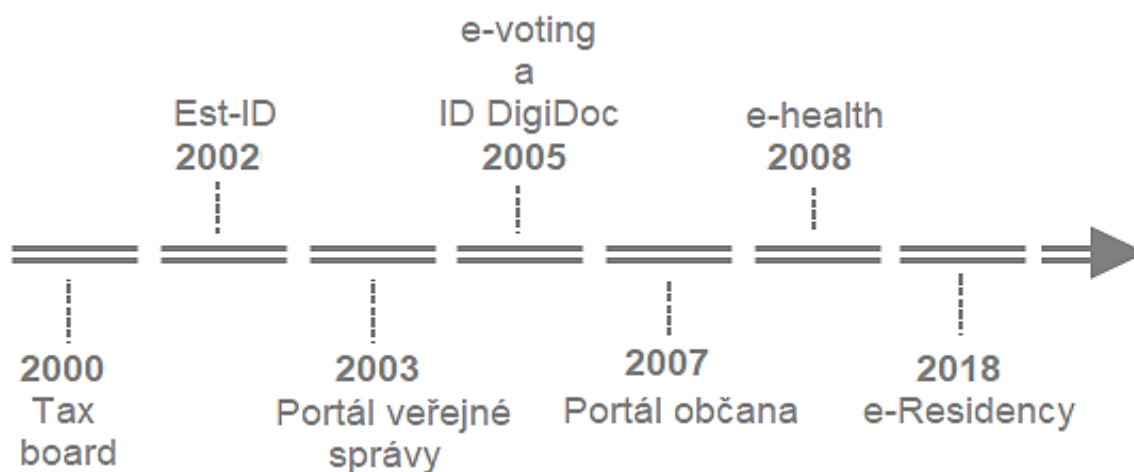 e-voting
a
ID DigiDoc
2005
Est-ID
2002
e-health
2008
2000
Tax
board
2003
Portál veřejné
správy
2007
Portál občana
2018
e-Residency